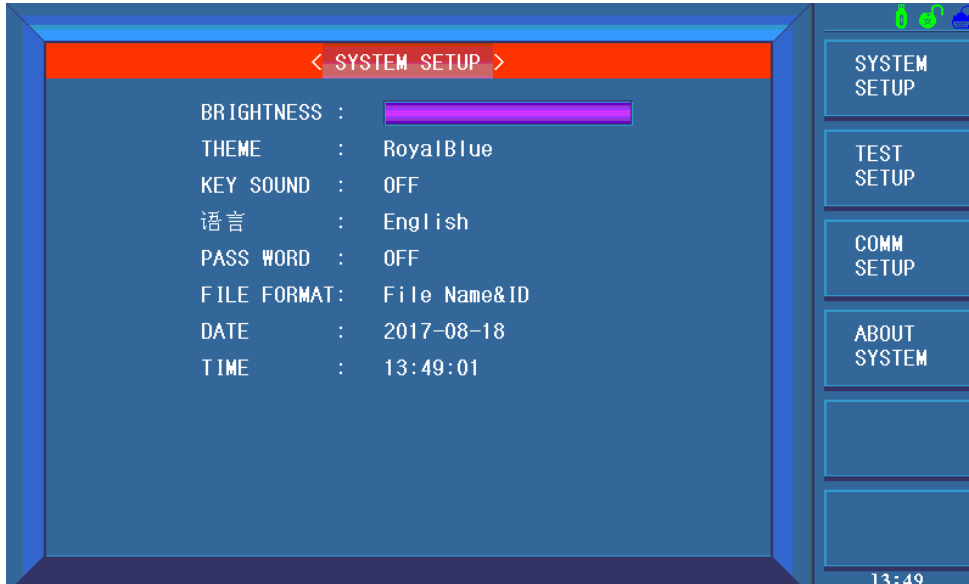 < SYSTEM SETUP >
BRIGHTNESS :
THEME : RoyalBlue
KEY SOUND : OFF
语言 : English
PASS WORD : OFF
FILE FORMAT: File Name&ID
DATE : 2017-08-18
TIME : 13:49:01
SYSTEM
SETUP
TEST
SETUP
COMM
SETUP
ABOUT
SYSTEM
13:49